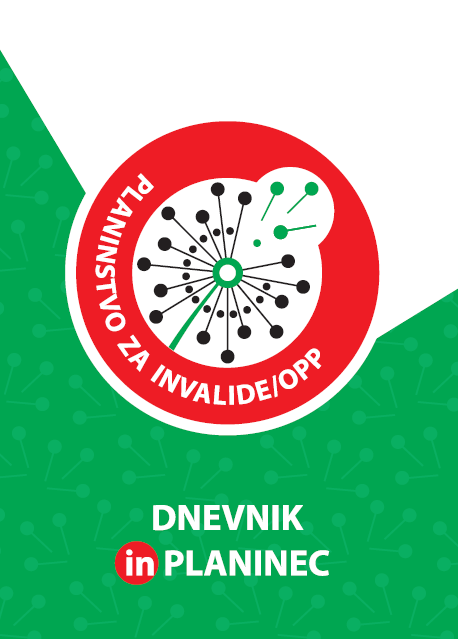 PLANINSTVO ZA INVALIDE/OPP
DNEVNIK
in PLANINEC